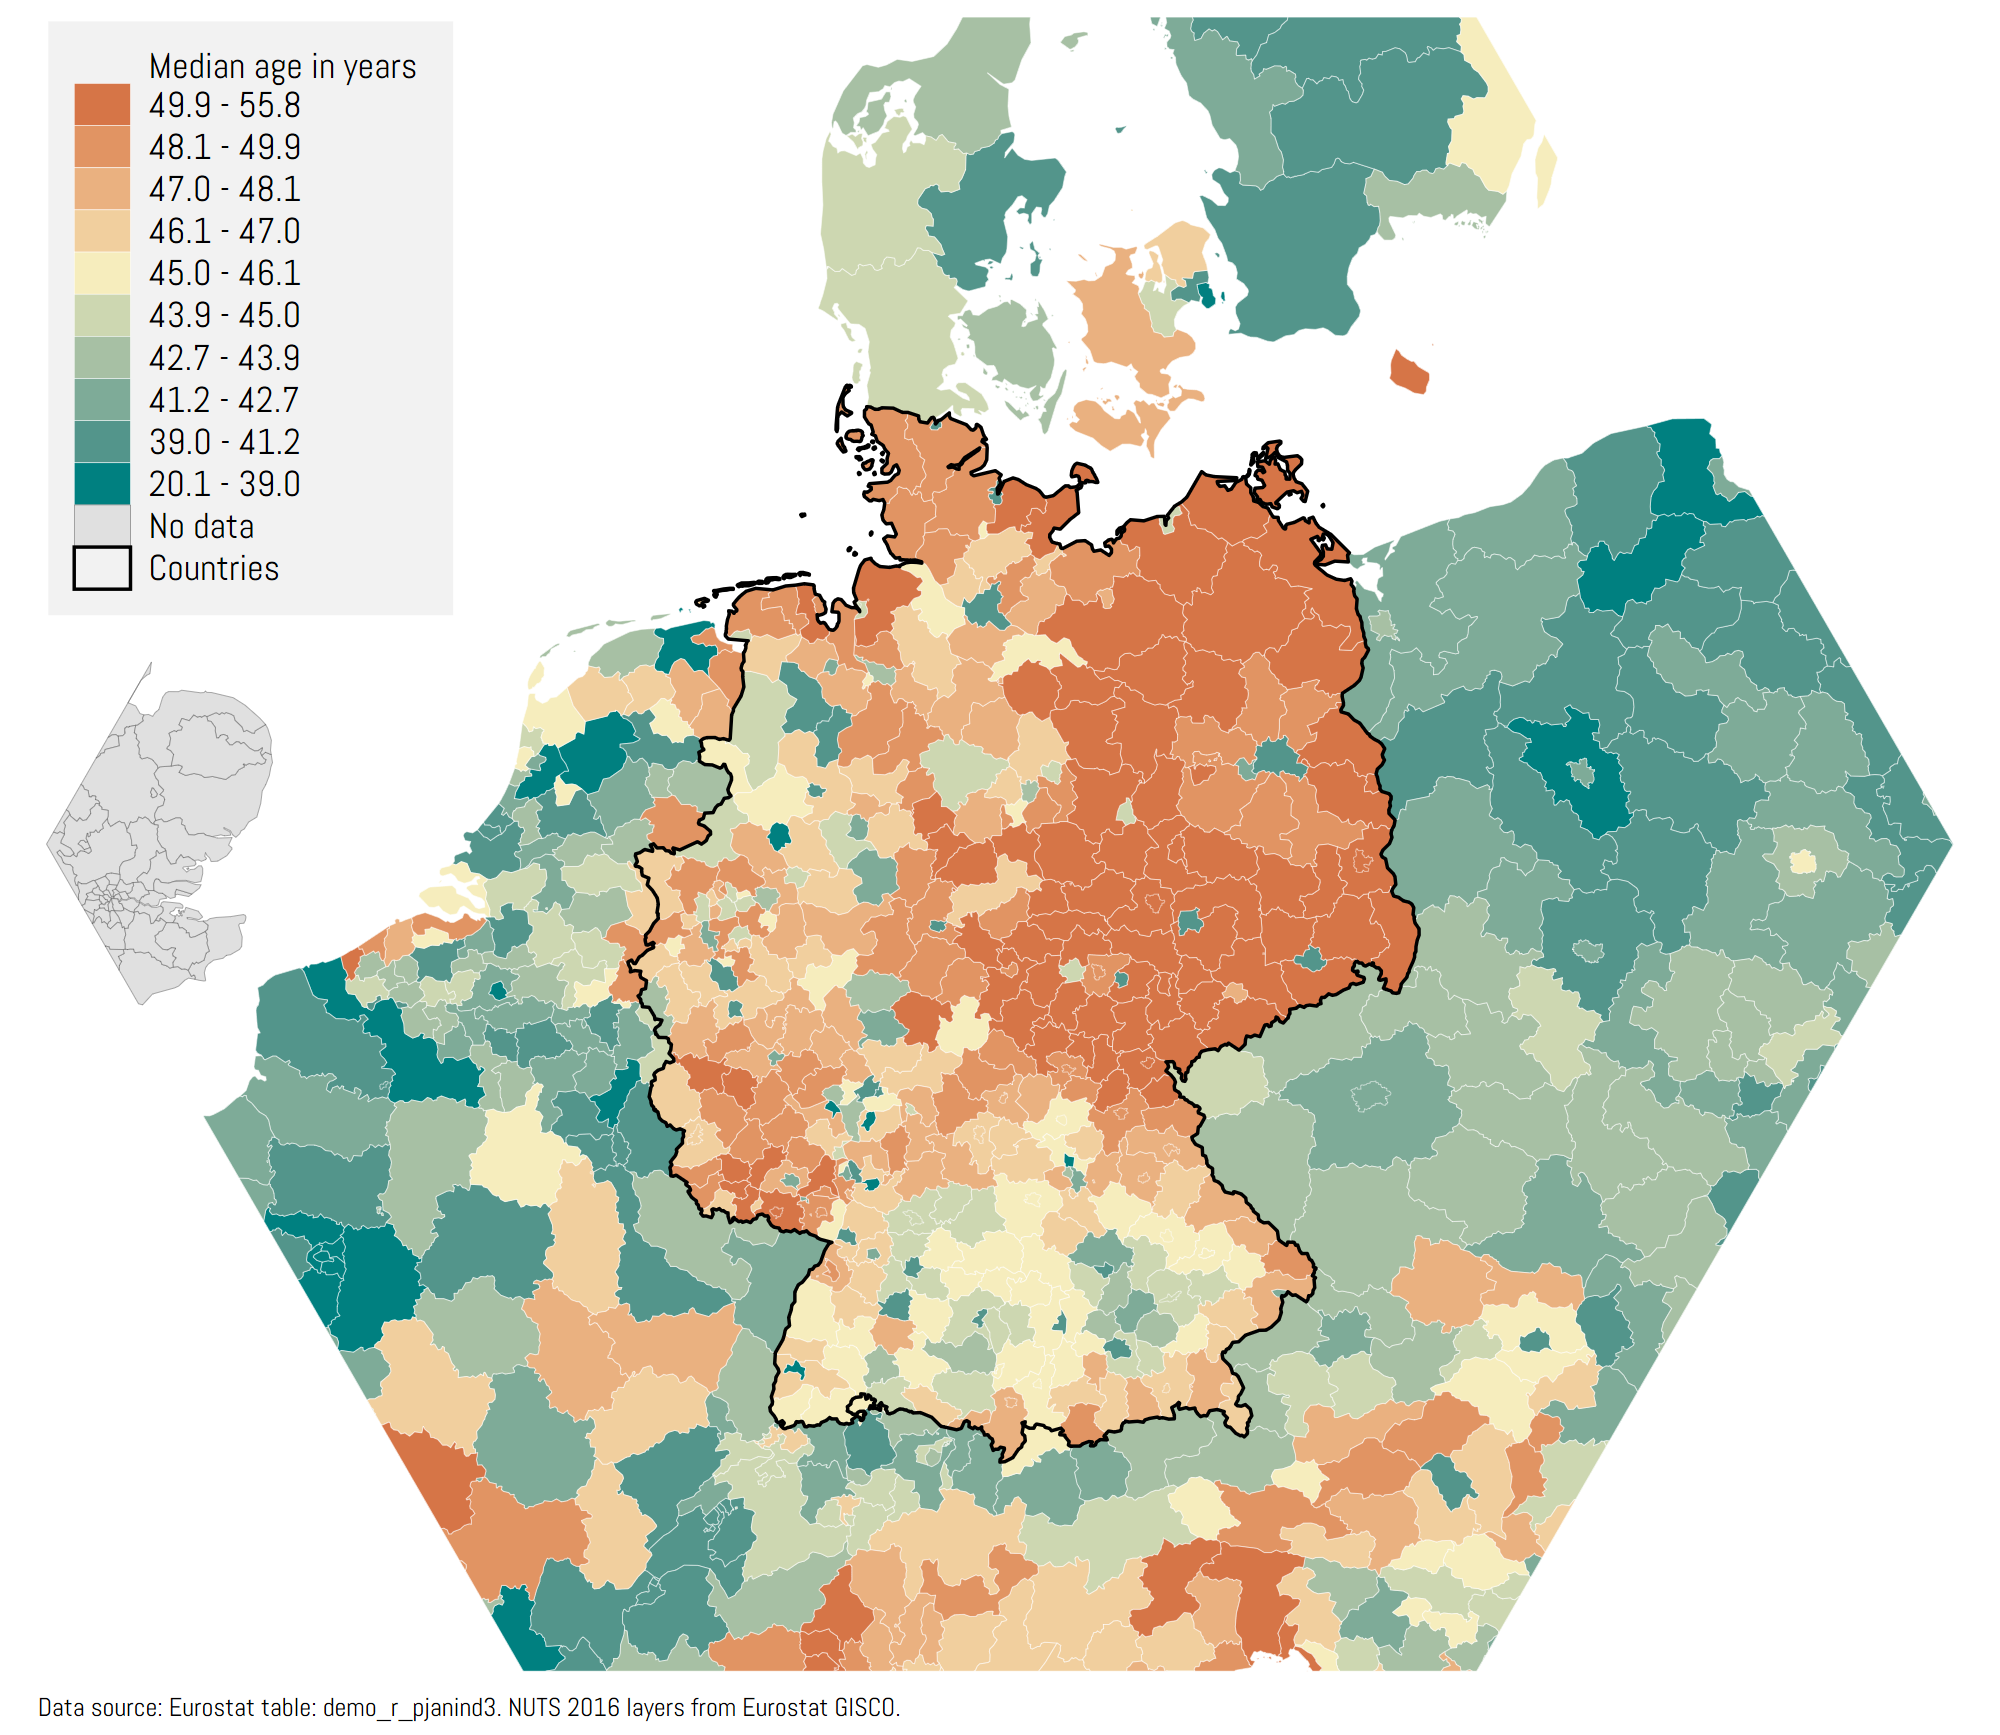 Median age in years
49.9 - 55.8
48.1 - 49.9
47.0 - 48.1
46.1 - 47.0
45.0 - 46.1
43.9 - 45.0
42.7 - 43.9
41.2 - 42.7
39.0 - 41.2
20.1 - 39.0
No data
Countries
Data source: Eurostat table: demo_r_pjanind3. NUTS 2016 layers from Eurostat GISCO.